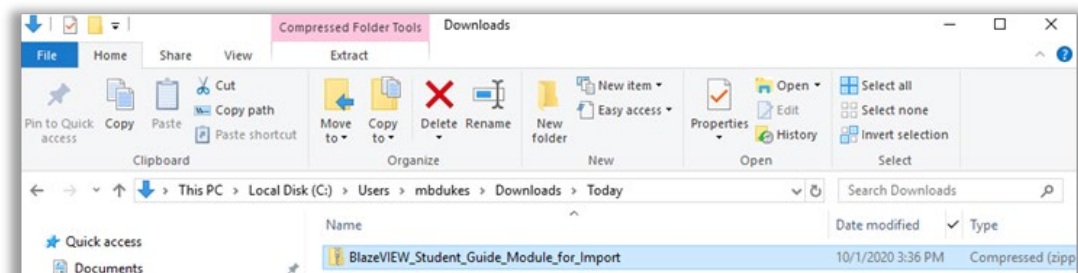 Compressed Folder Tools Downloads
File Home Share View Extract
Pin to Quick access
Copy
Paste
Cut
Copy path
Paste shortcut
Move to
Copy to
Delete
Rename
New folder
New item
Easy access
Properties
Open
Edit
History
Select all
Select none
Invert selection
Clipboard Organize New Open Select
This PC > Local Disk (C:) > Users > mbdukes > Downloads > Today
Search Downloads
Name Date modified Type
Quick access
BlazeVIEW_Student_Guide_Module_for_Import 10/1/2020 3:36 PM Compressed (zipp
Documents